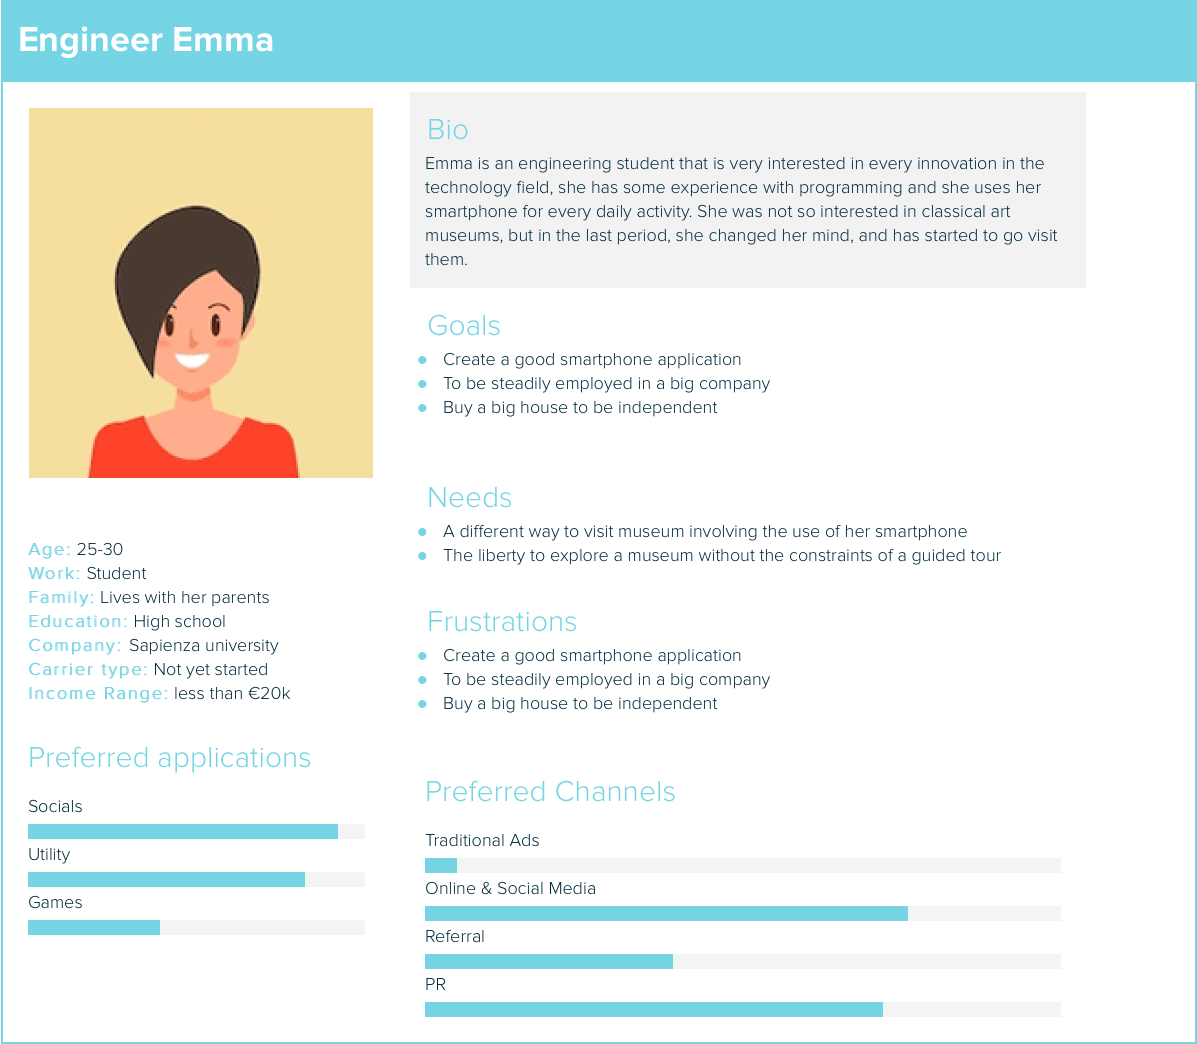 Engineer Emma
Bio
Emma is an engineering student that is very interested in every innovation in the
technology field, she has some experience with programming and she uses her
smartphone for every daily activity. She was not so interested in classical art
museums, but in the last period, she changed her mind, and has started to go visit
them.
Goals
Create a good smartphone application
To be steadily employed in a big company
Buy a big house to be independent
Needs
A different way to visit museum involving the use of her smartphone
The liberty to explore a museum without the constraints of a guided tour
Frustrations
Create a good smartphone application
To be steadily employed in a big company
Buy a big house to be independent
Age: 25-30
Work: Student
Family: Lives with her parents
Education: High school
Company: Sapienza university
Carrier type: Not yet started
Income Range: less than €20k
Preferred applications
Socials
Utility
Games
Preferred Channels
Traditional Ads
Online & Social Media
Referral
PR